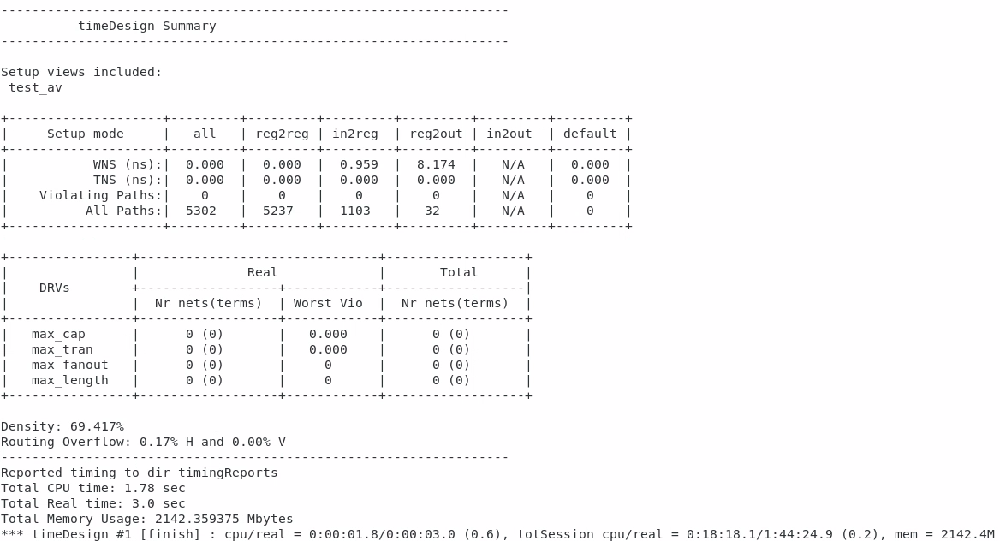 ------------------------------------------------------------------
          timeDesign Summary
------------------------------------------------------------------

Setup views included:
 test_av

+--------------------+---------+---------+---------+---------+---------+---------+
|     Setup mode     |   all   | reg2reg | in2reg  | reg2out | in2out  | default |
+--------------------+---------+---------+---------+---------+---------+---------+
|           WNS (ns):|  0.000  |  0.000  |  0.959  |  8.174  |   N/A   |  0.000  |
|           TNS (ns):|  0.000  |  0.000  |  0.000  |  0.000  |   N/A   |  0.000  |
|    Violating Paths:|    0    |    0    |    0    |    0    |   N/A   |    0    |
|          All Paths:|  5302   |  5237   |  1103   |   32    |   N/A   |    0    |
+--------------------+---------+---------+---------+---------+---------+---------+

+----------------+-------------------------------+------------------+
|                |              Real             |       Total      |
|    DRVs        +------------------+------------+------------------|
|                |  Nr nets(terms)  | Worst Vio  |  Nr nets(terms)  |
+----------------+------------------+------------+------------------+
|   max_cap      |      0 (0)       |   0.000    |      0 (0)       |
|   max_tran     |      0 (0)       |   0.000    |      0 (0)       |
|   max_fanout   |      0 (0)       |     0      |      0 (0)       |
|   max_length   |      0 (0)       |     0      |      0 (0)       |
+----------------+------------------+------------+------------------+

Density: 69.417%
Routing Overflow: 0.17% H and 0.00% V
------------------------------------------------------------------
Reported timing to dir timingReports
Total CPU time: 1.78 sec
Total Real time: 3.0 sec
Total Memory Usage: 2142.359375 Mbytes
*** timeDesign #1 [finish] : cpu/real = 0:00:01.8/0:00:03.0 (0.6), totSession cpu/real = 0:18:18.1/1:44:24.9 (0.2), mem = 2142.4M